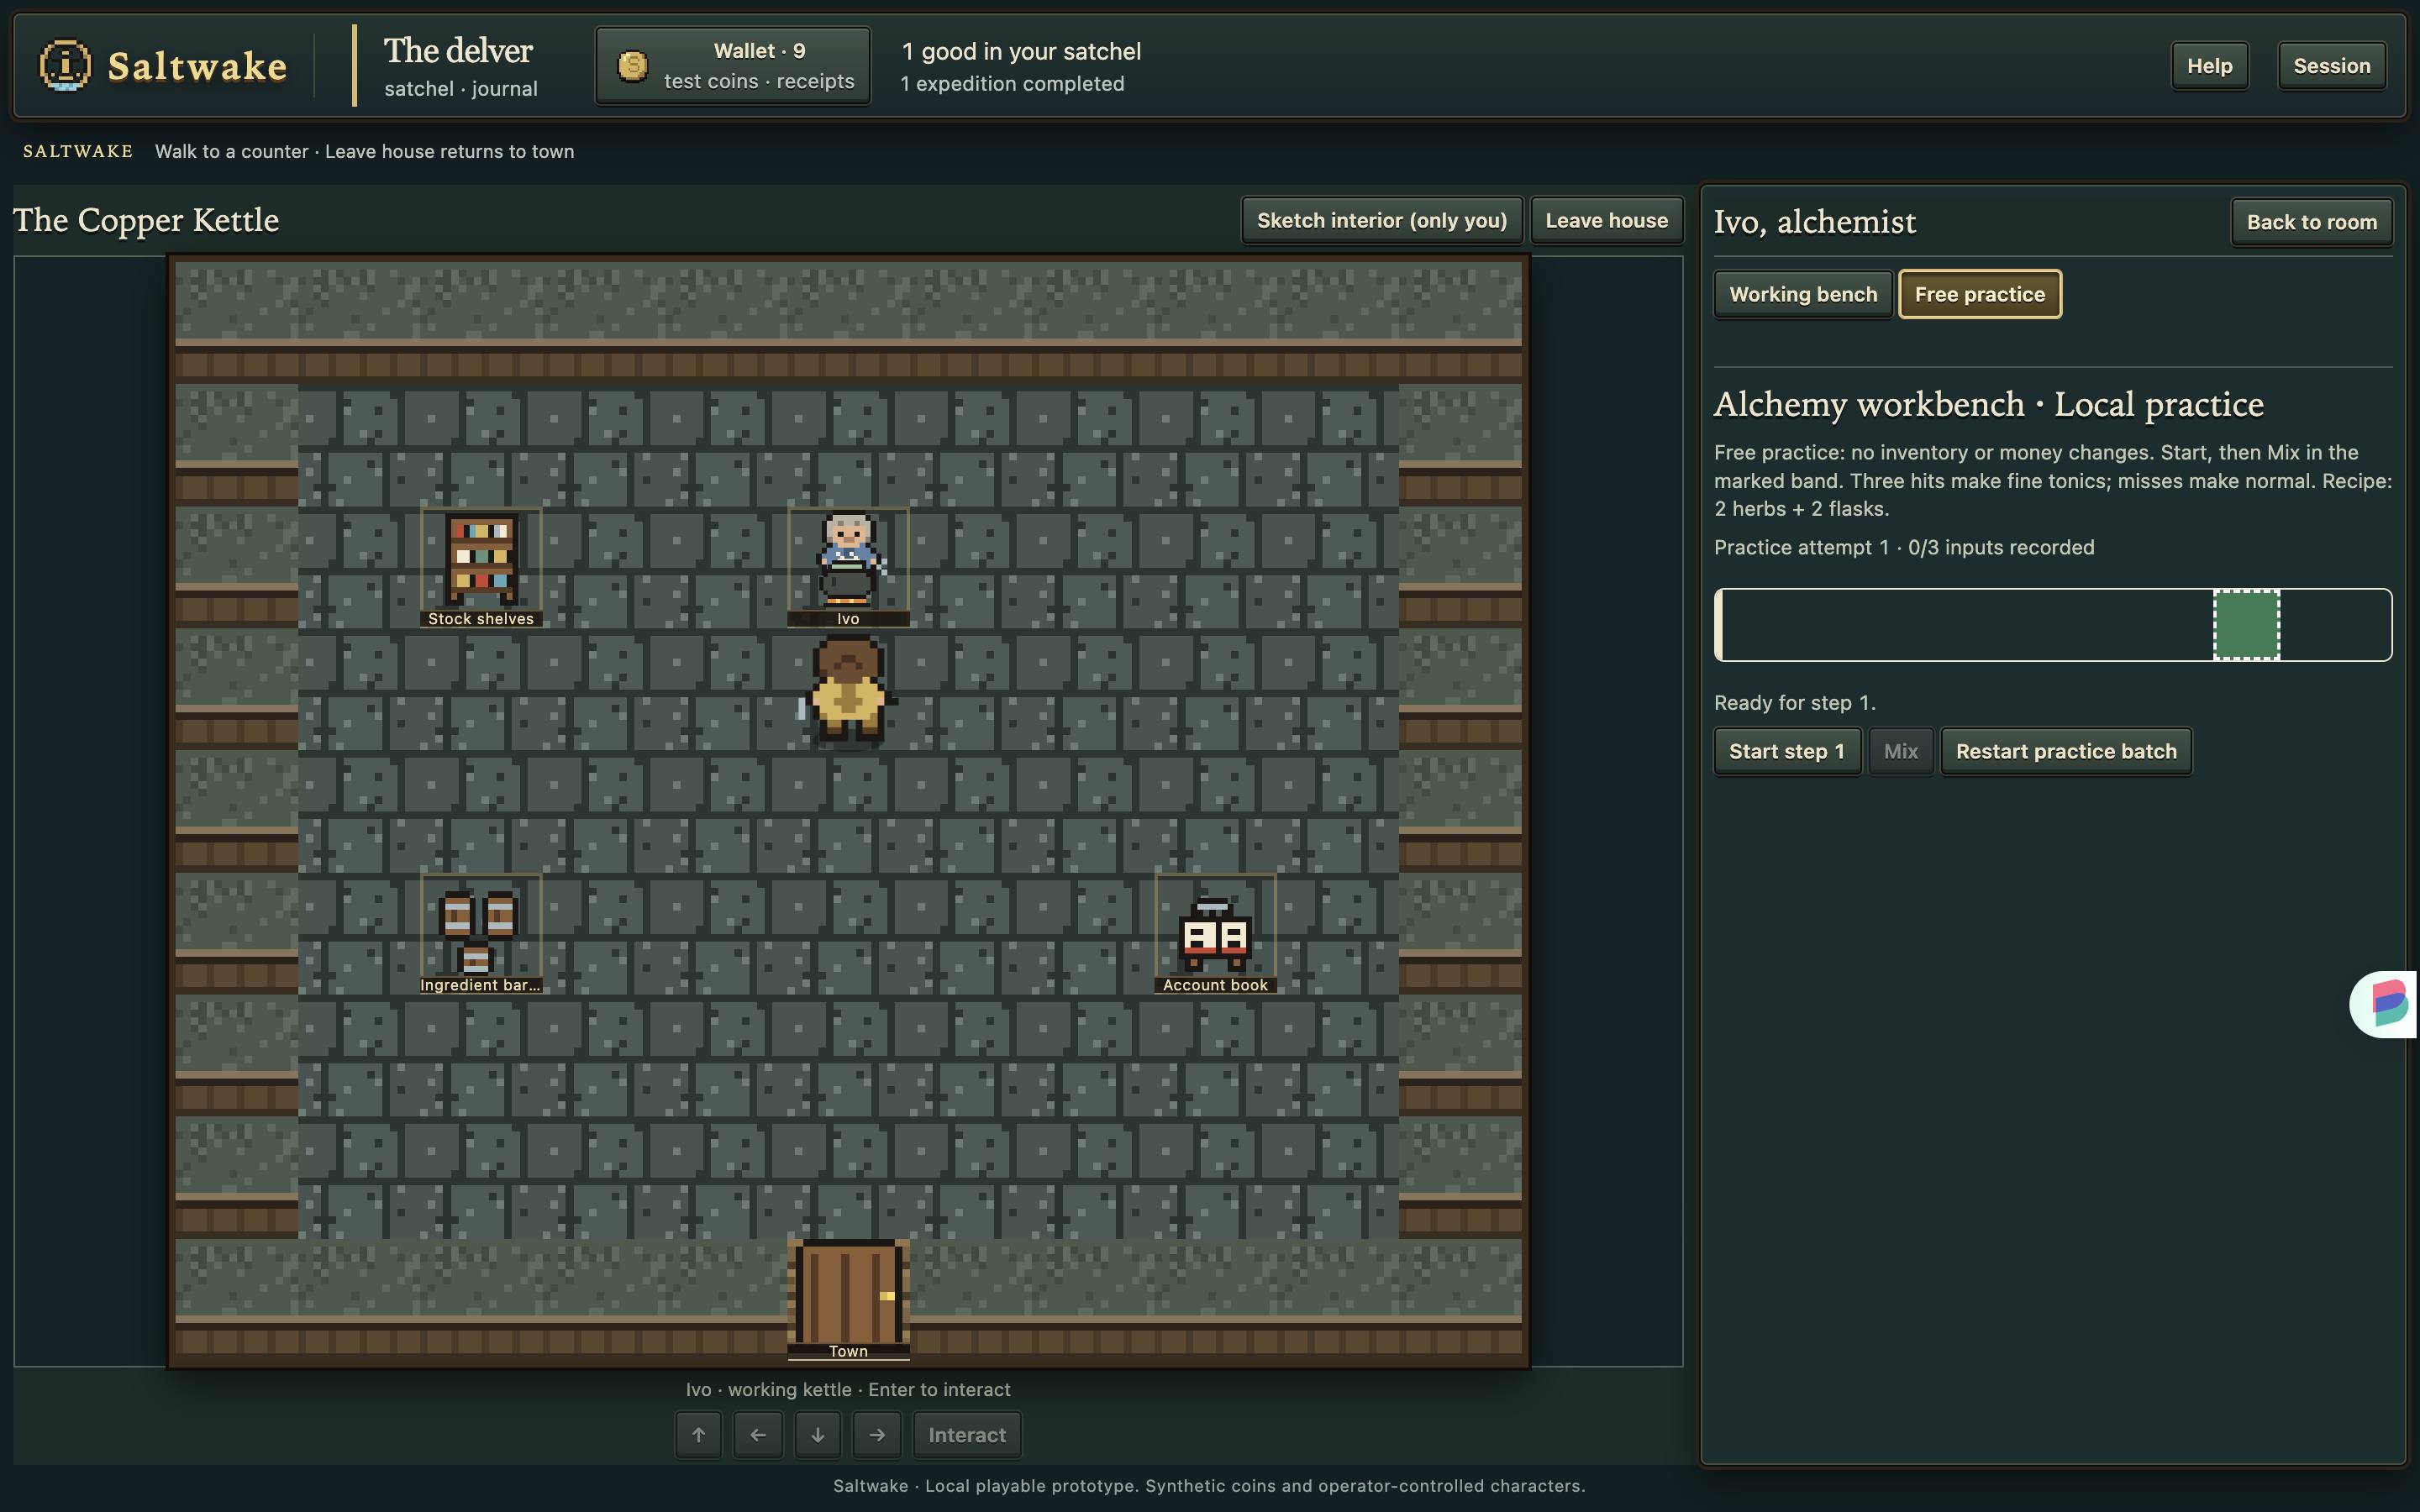 Saltwake
The delver
satchel · journal
Wallet · 9
test coins · receipts
1 good in your satchel
1 expedition completed
Help
Session
SALTWAKE
Walk to a counter · Leave house returns to town
The Copper Kettle
Sketch interior (only you)
Leave house
Stock shelves
Ivo
Ingredient bar...
Account book
Town
Ivo · working kettle · Enter to interact
↑
←
↓
→
Interact
Ivo, alchemist
Back to room
Working bench
Free practice
Alchemy workbench · Local practice
Free practice: no inventory or money changes. Start, then Mix in the
marked band. Three hits make fine tonics; misses make normal. Recipe:
2 herbs + 2 flasks.
Practice attempt 1 · 0/3 inputs recorded
Ready for step 1.
Start step 1
Mix
Restart practice batch
Saltwake · Local playable prototype. Synthetic coins and operator-controlled characters.